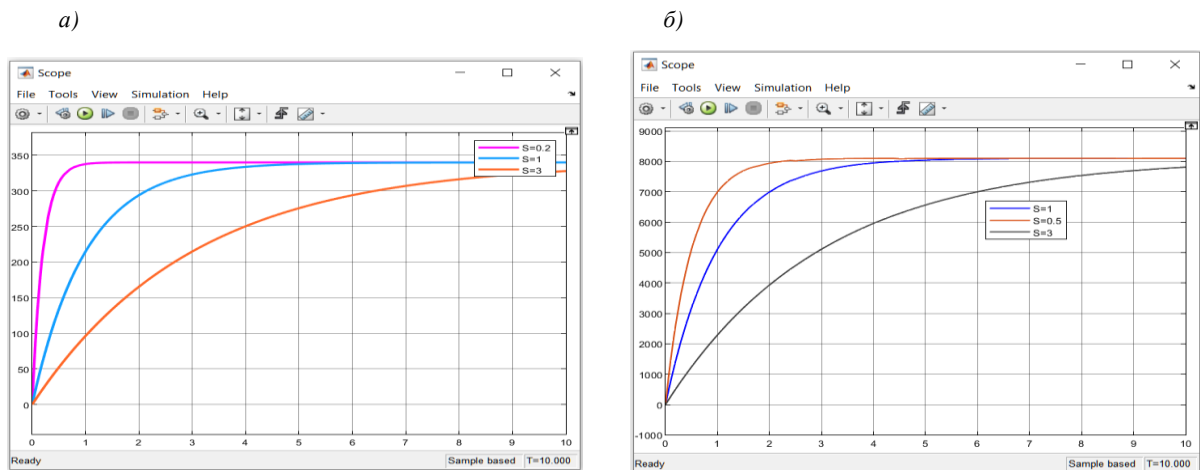 а)
б)
Scope
File Tools View Simulation Help
S=0.2
S=1
S=3
350
300
250
200
150
100
50
0
0 1 2 3 4 5 6 7 8 9 10
Ready
Sample based T=10.000
Scope
File Tools View Simulation Help
9000
8000
7000
6000
5000
4000
3000
2000
1000
0
-1000
S=1
S=0.5
S=3
0 1 2 3 4 5 6 7 8 9 10
Ready
Sample based T=10.000